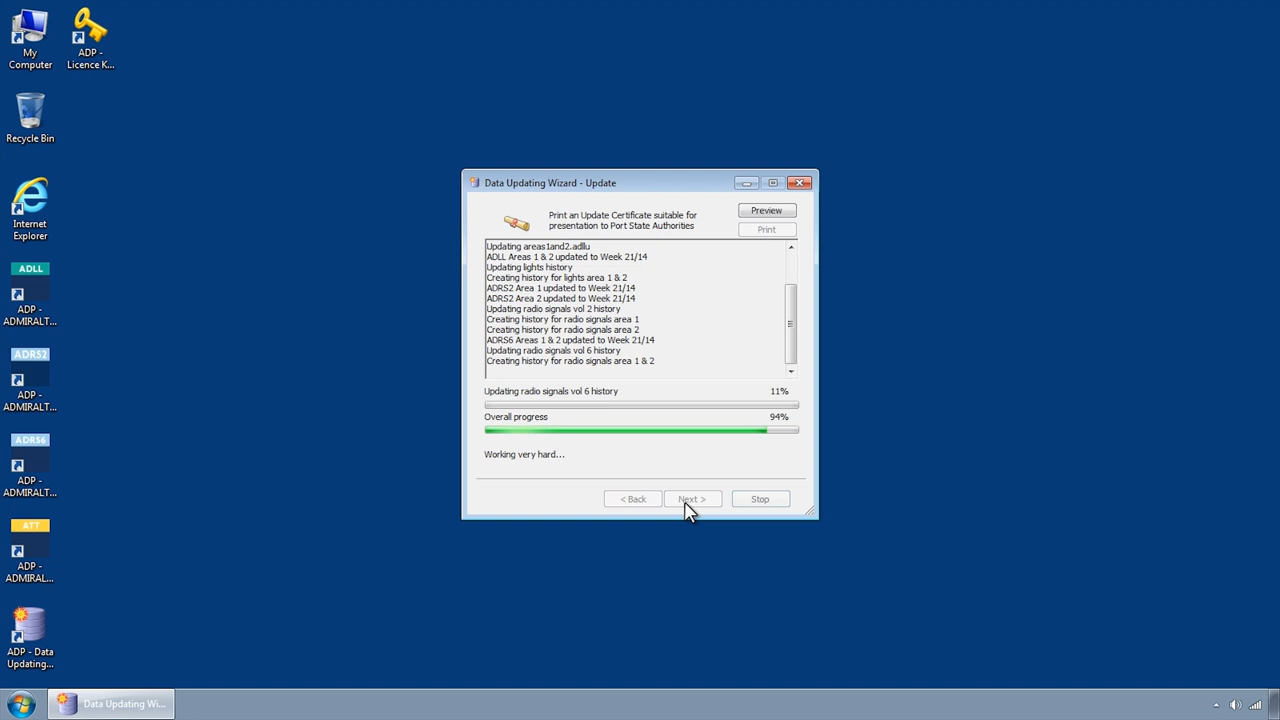 My
Computer
ADP -
Licence K...
Recycle Bin
Internet
Explorer
ADLL
ADP -
ADMIRALT...
ADRS2
ADP -
ADMIRALT...
ADRS6
ADP -
ADMIRALT...
ATT
ADP -
ADMIRAL...
ADP - Data
Updating...
Data Updating Wizard - Update
Print an Update Certificate suitable for
presentation to Port State Authorities
Preview
Print
Updating areas1and2.adllu
ADLL Areas 1 & 2 updated to Week 21/14
Updating lights history
Creating history for lights area 1 & 2
ADRS2 Area 1 updated to Week 21/14
ADRS2 Area 2 updated to Week 21/14
Updating radio signals vol 2 history
Creating history for radio signals area 1
Creating history for radio signals area 2
ADRS6 Areas 1 & 2 updated to Week 21/14
Updating radio signals vol 6 history
Creating history for radio signals area 1 & 2
Updating radio signals vol 6 history 11%
Overall progress 94%
Working very hard...
< Back Next > Stop
Data Updating Wi...